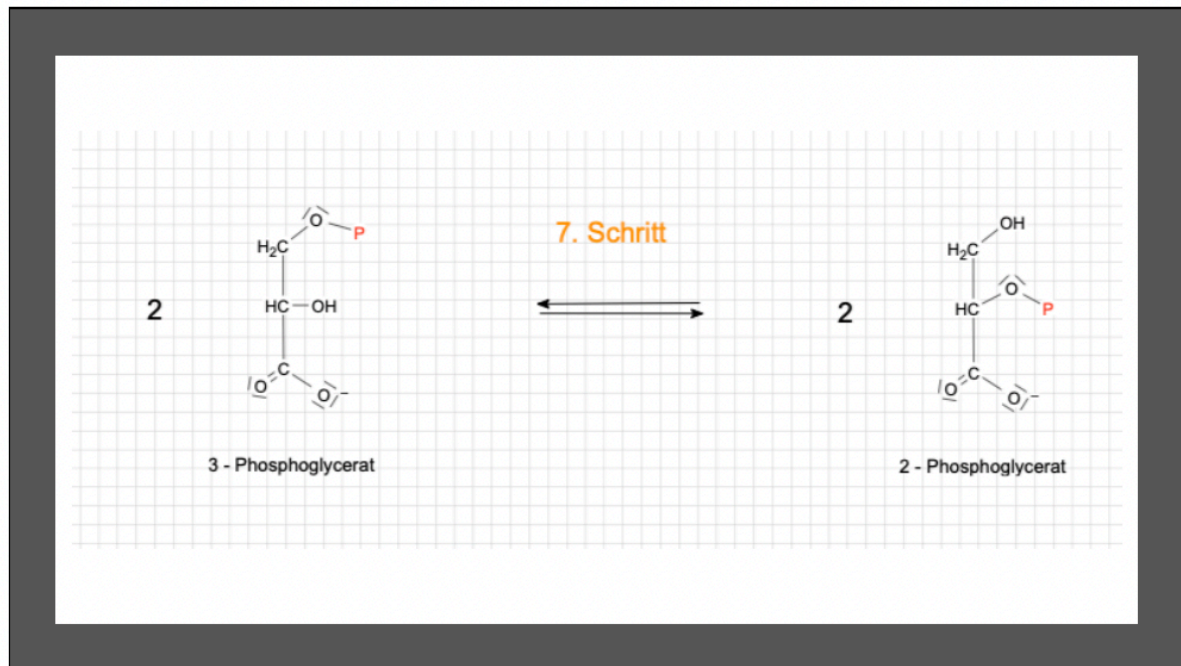 7. Schritt
2
H₂C
O
P
HC
OH
C
O
O
-
3 - Phosphoglycerat
2
OH
H₂C
O
HC
P
C
O
O
-
2 - Phosphoglycerat